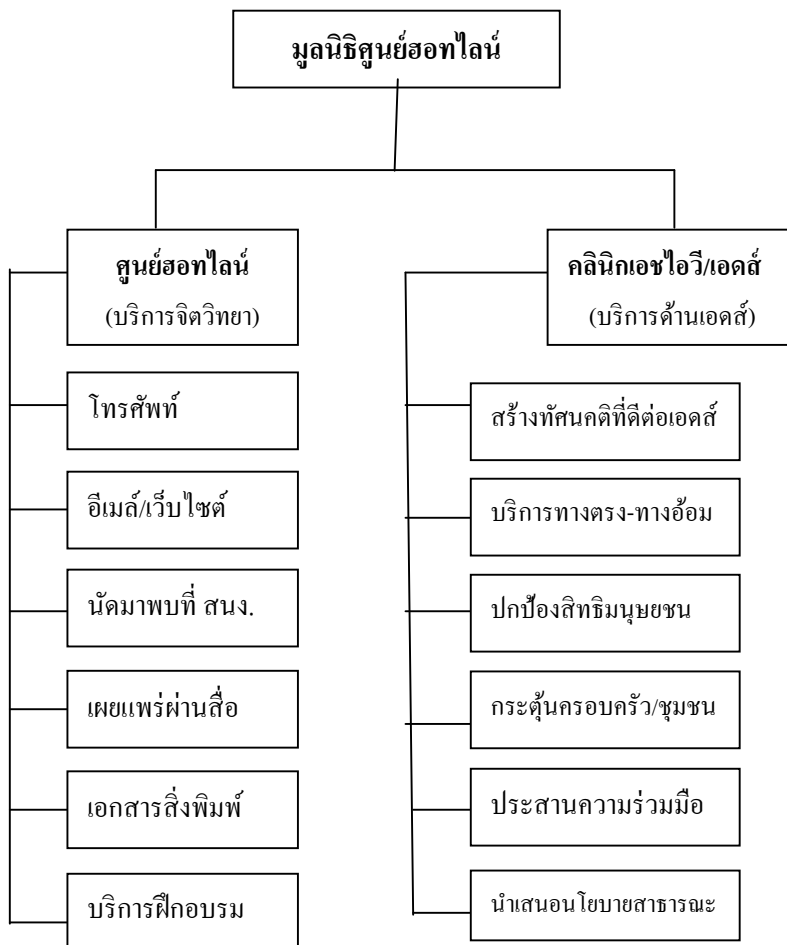 มูลนิธิศูนย์ฮอทไลน์
ศูนย์ฮอทไลน์
(บริการจิตวิทยา)
โทรศัพท์
อีเมล์/เว็บไซต์
นัดมาพบที่ สนง.
เผยแพร่ผ่านสื่อ
เอกสารสิ่งพิมพ์
บริการฝึกอบรม
คลินิกเอชไอวี/เอดส์
(บริการด้านเอดส์)
สร้างทัศนคติที่ดีต่อเอดส์
บริการทางตรง-ทางอ้อม
ปกป้องสิทธิมนุษยชน
กระตุ้นครอบครัว/ชุมชน
ประสานความร่วมมือ
นำเสนอนโยบายสาธารณะ